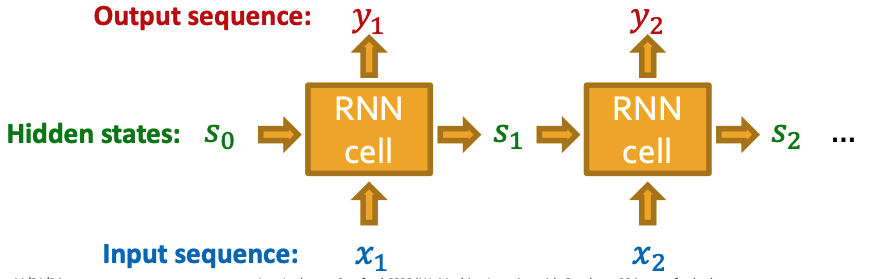 Output sequence: y₁ y₂
RNN cell RNN cell
Hidden states: s₀ s₁ s₂ ...
Input sequence: x₁ x₂